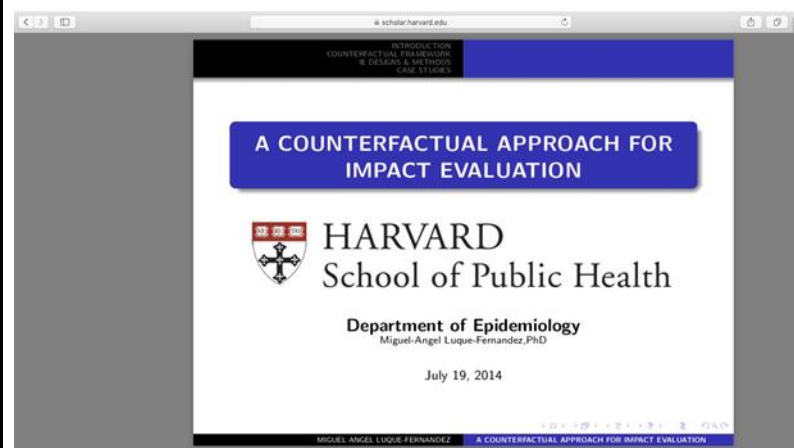 scholar.harvard.edu
INTRODUCTION
COUNTERFACTUAL FRAMEWORK
IE DESIGNS & METHODS
CASE STUDIES
A COUNTERFACTUAL APPROACH FOR
IMPACT EVALUATION
HARVARD
School of Public Health
Department of Epidemiology
Miguel-Angel Luque-Fernandez,PhD
July 19, 2014
MIGUEL ANGEL LUQUE-FERNANDEZ A COUNTERFACTUAL APPROACH FOR IMPACT EVALUATION